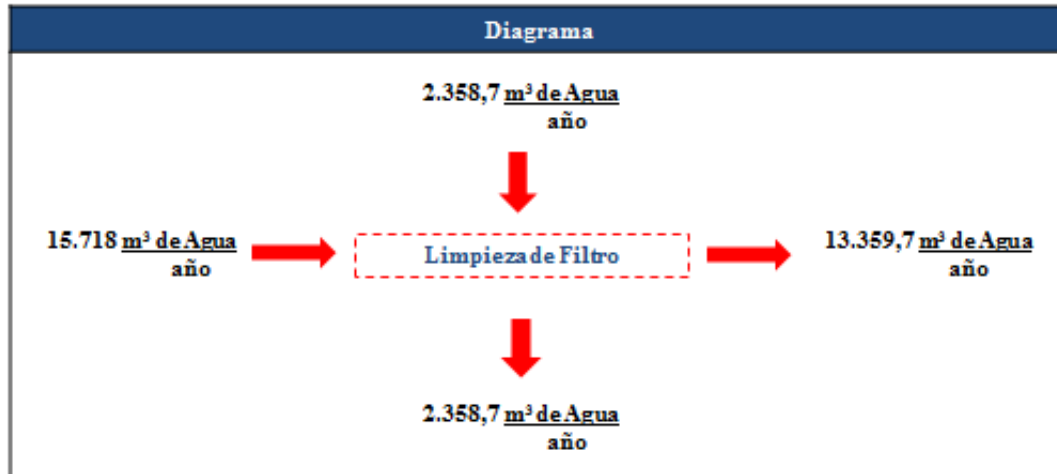 Diagrama
2.358,7 m³ de Agua
año
15.718 m³ de Agua
año
Limpieza de Filtro
13.359,7 m³ de Agua
año
2.358,7 m³ de Agua
año